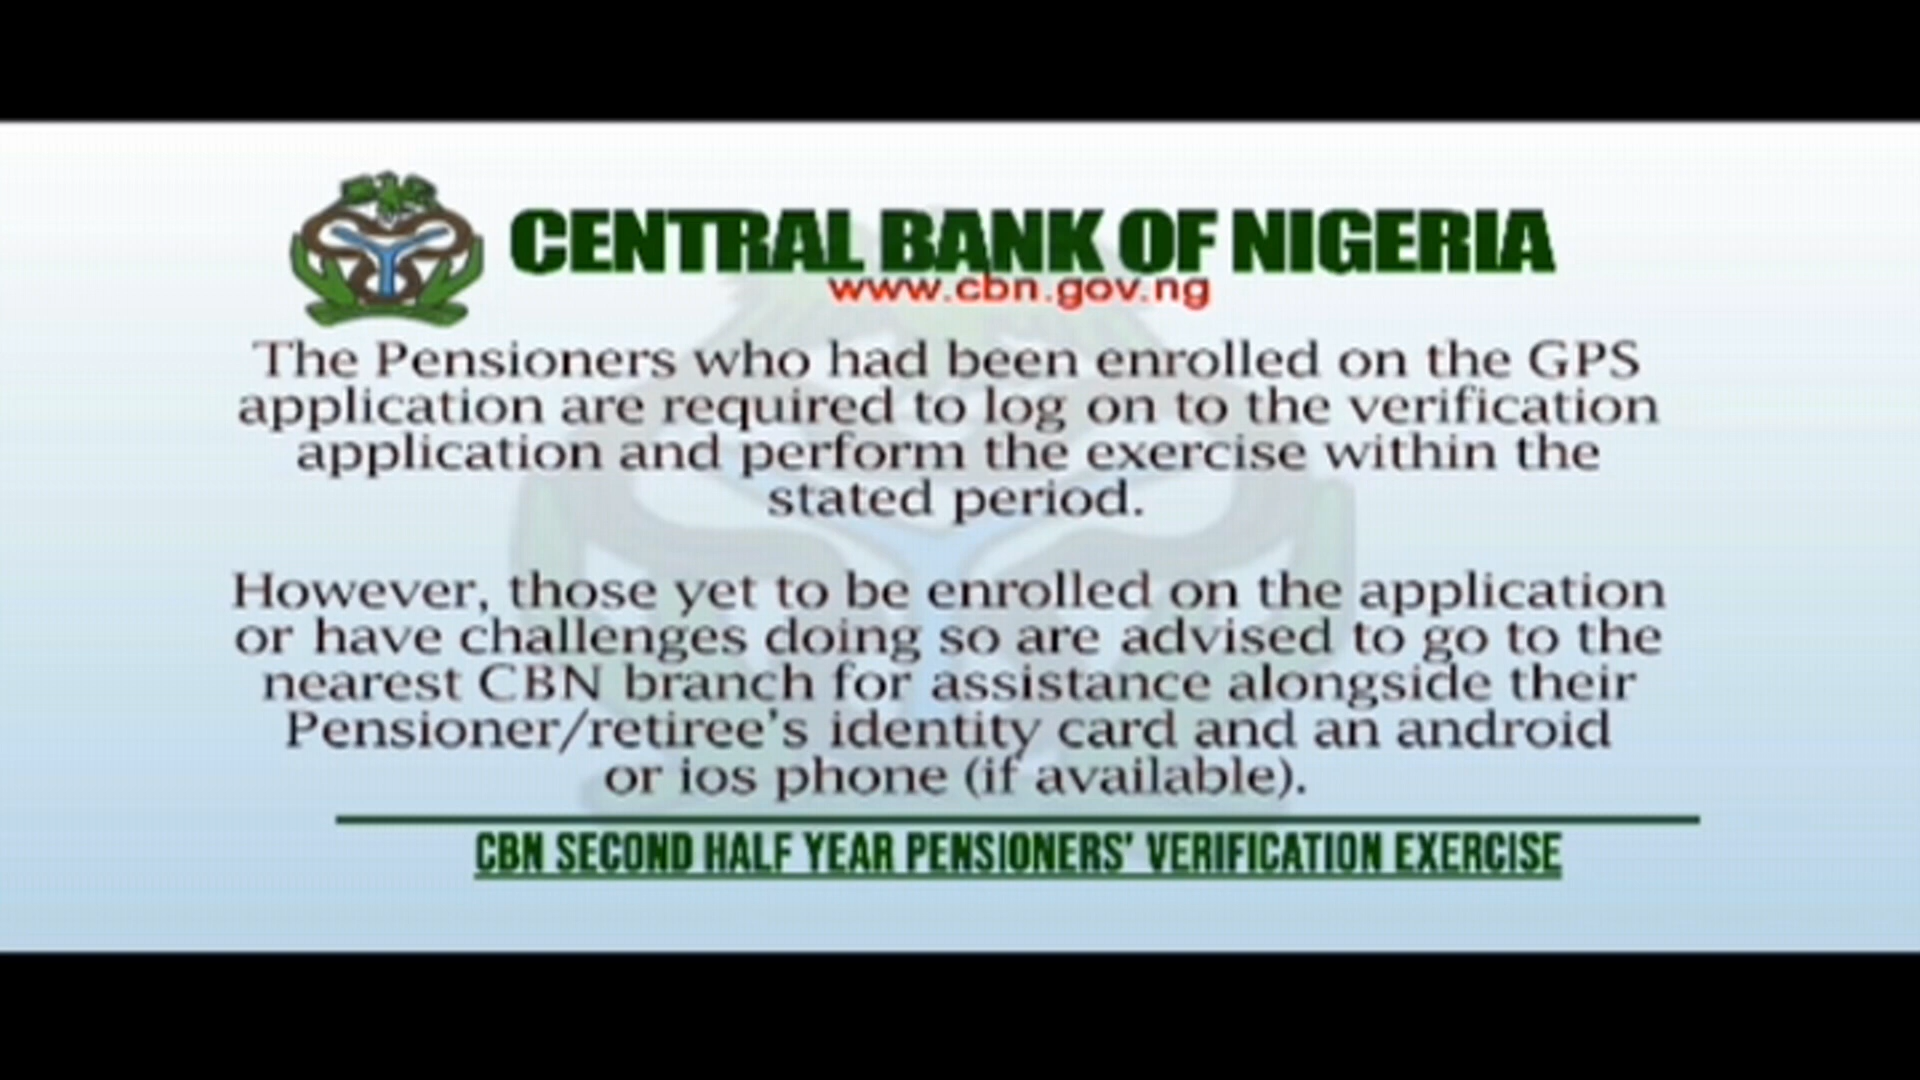 CENTRAL BANK OF NIGERIA
www.cbn.gov.ng
The Pensioners who had been enrolled on the GPS
application are required to log on to the verification
application and perform the exercise within the
stated period.
However, those yet to be enrolled on the application
or have challenges doing so are advised to go to the
nearest CBN branch for assistance alongside their
Pensioner/retiree's identity card and an android
or ios phone (if available).
CBN SECOND HALF YEAR PENSIONERS' VERIFICATION EXERCISE